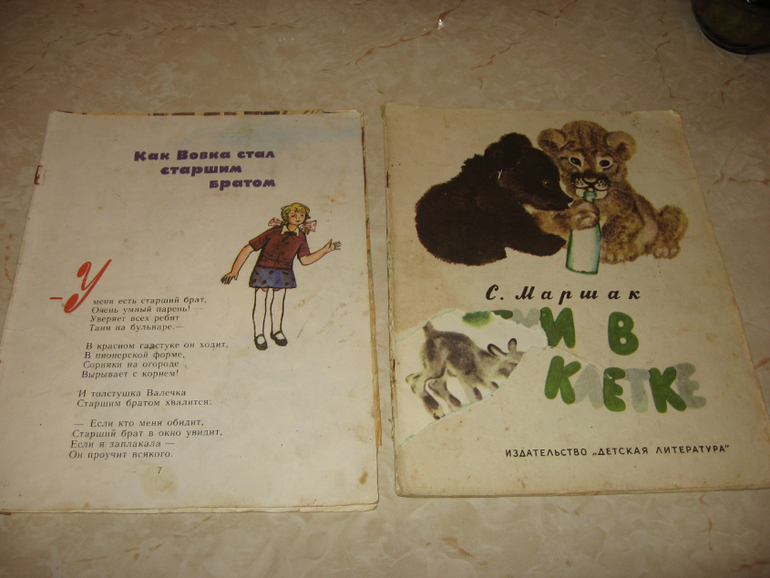 Как Вовка стал
старшим
братом
— У меня есть старший брат,
Очень умный парень! —
Уверяет всех ребят
Таня на бульваре.—
В красном галстуке он ходит,
В пионерской форме,
Сорняки на огороде
Вырывает с корнем!
И толстушка Валечка
Старшим братом хвалится:
— Если кто меня обидит,
Старший брат в окно увидит,
Если я заплакала —
Он проучит всякого.
7
С. Маршак
И В
КЛЕТКЕ
ИЗДАТЕЛЬСТВО „ДЕТСКАЯ ЛИТЕРАТУРА"